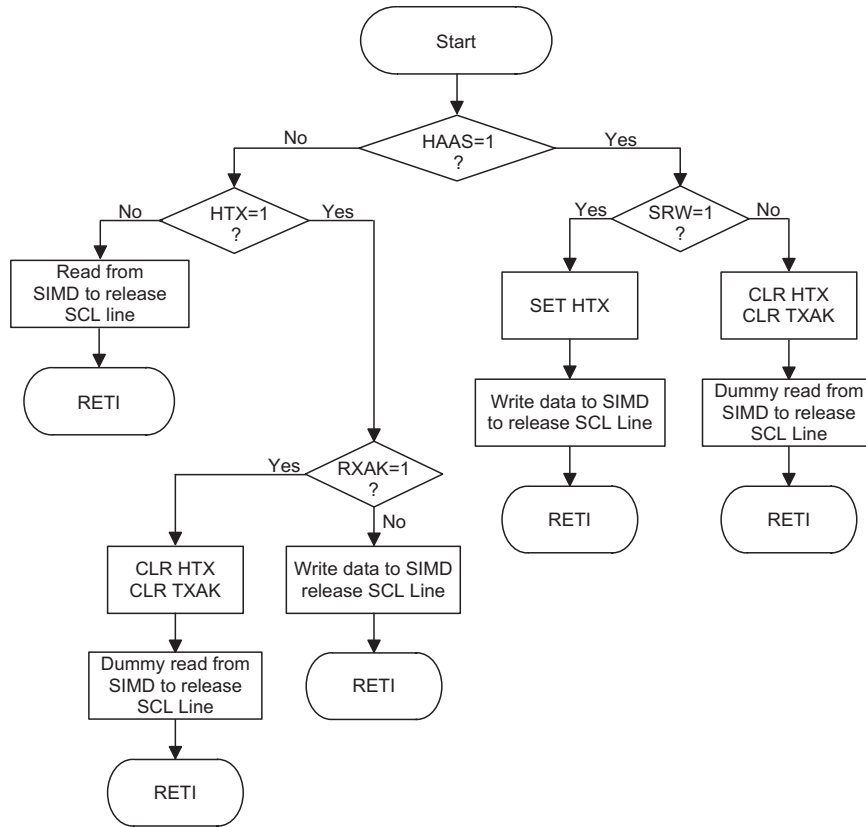 Start
HAAS=1
?
No
Yes
HTX=1
?
No
Yes
SRW=1
?
Yes
No
Read from
SIMD to release
SCL line
SET HTX
CLR HTX
CLR TXAK
RETI
Write data to SIMD
to release SCL Line
Dummy read from
SIMD to release
SCL Line
RXAK=1
?
Yes
No
RETI
RETI
CLR HTX
CLR TXAK
Write data to SIMD
release SCL Line
Dummy read from
SIMD to release
SCL Line
RETI
RETI